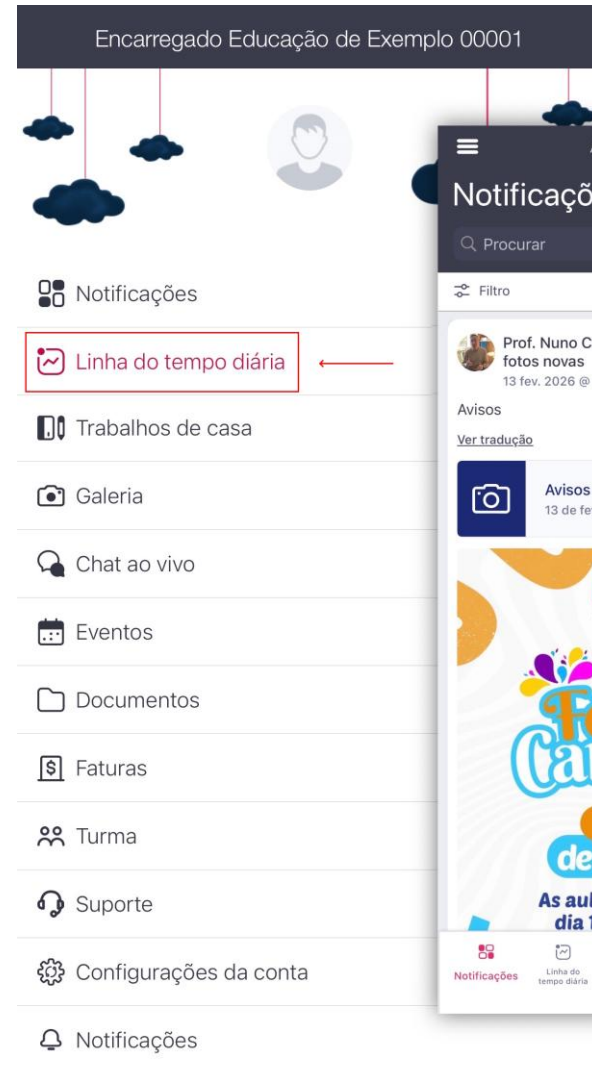 Encarregado Educação de Exemplo 00001
Notificações
Linha do tempo diária
Trabalhos de casa
Galeria
Chat ao vivo
Eventos
Documentos
Faturas
Turma
Suporte
Configurações da conta
Notificações
Notificaçõ
Procurar
Filtro
Prof. Nuno C
fotos novas
13 fev. 2026 @
Avisos
Ver tradução
Avisos
13 de fe
de
As aul
dia 1
Notificações
Linha do
tempo diária